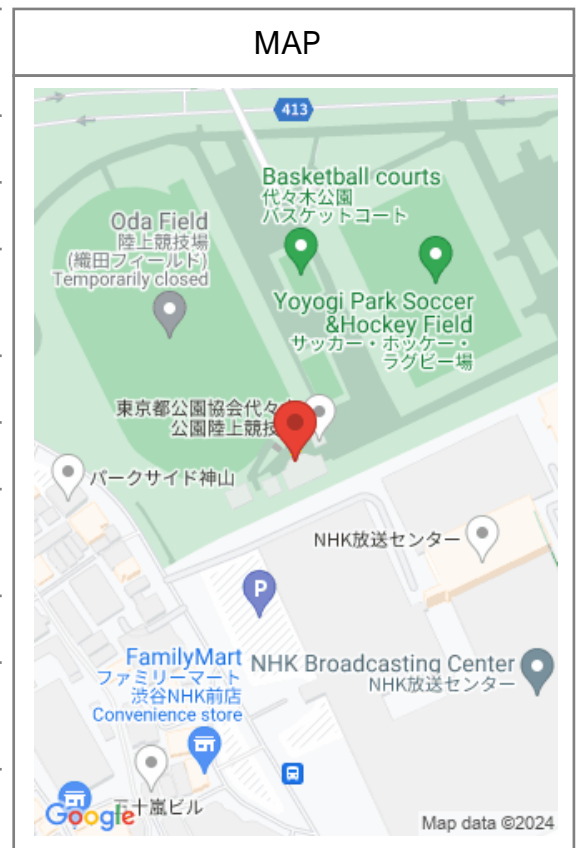 MAP
413
Basketball courts
代々木公園
バスケットコート
Oda Field
陸上競技場
(織田フィールド)
Temporarily closed
Yoyogi Park Soccer
&Hockey Field
サッカー・ホッケー・
ラグビー場
東京都公園協会代々
公園陸上競技
パークサイド神山
NHK放送センター
P
FamilyMart
ファミリーマート
渋谷NHK前店
Convenience store
NHK Broadcasting Center
NHK放送センター
十嵐ビル
Google
Map data ©2024